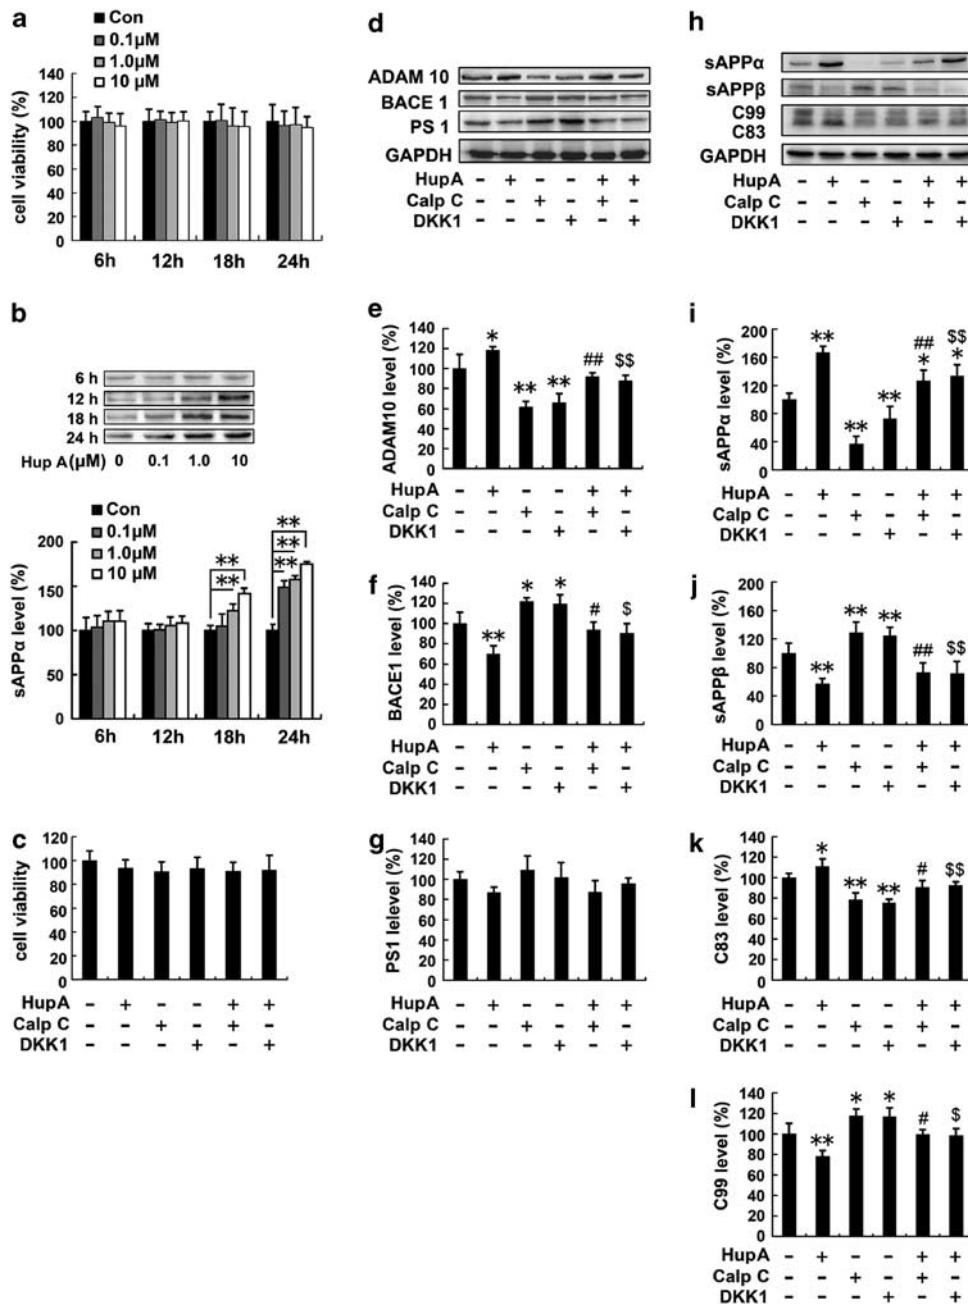 a
Con
0.1μM
1.0μM
10 μM
cell viability (%)
140
120
100
80
60
40
20
0
6h 12h 18h 24h
b
6 h
12 h
18 h
24 h
Hup A(μM) 0 0.1 1.0 10
Con
0.1μM
1.0μM
10 μM
** ** **
** ** **
sAPPα level (%)
200
150
100
50
0
6h 12h 18h 24h
c
cell viability
120
100
80
60
40
20
0
HupA - + - - + +
Calp C - - + - + -
DKK1 - - - + - +
d
ADAM 10
BACE 1
PS 1
GAPDH
HupA - + - - + +
Calp C - - + - + -
DKK1 - - - + - +
e
ADAM10 level (%)
140
120
100
80
60
40
20
0
* ** ** ## $$
HupA - + - - + +
Calp C - - + - + -
DKK1 - - - + - +
f
BACE1 level (%)
140
120
100
80
60
40
20
0
** * * # $
HupA - + - - + +
Calp C - - + - + -
DKK1 - - - + - +
g
PS1 lelevel (%)
140
120
100
80
60
40
20
0
HupA - + - - + +
Calp C - - + - + -
DKK1 - - - + - +
h
sAPPα
sAPPβ
C99
C83
GAPDH
HupA - + - - + +
Calp C - - + - + -
DKK1 - - - + - +
i
sAPPα level (%)
200
160
120
80
40
0
** ** ** ## * $$ *
HupA - + - - + +
Calp C - - + - + -
DKK1 - - - + - +
j
sAPPβ level (%)
200
160
120
80
40
0
** ** ** ## $$
HupA - + - - + +
Calp C - - + - + -
DKK1 - - - + - +
k
C83 level (%)
140
120
100
80
60
40
20
0
* ** ** # $$
HupA - + - - + +
Calp C - - + - + -
DKK1 - - - + - +
l
C99 level (%)
140
120
100
80
60
40
20
0
** * * # $
HupA - + - - + +
Calp C - - + - + -
DKK1 - - - + - +